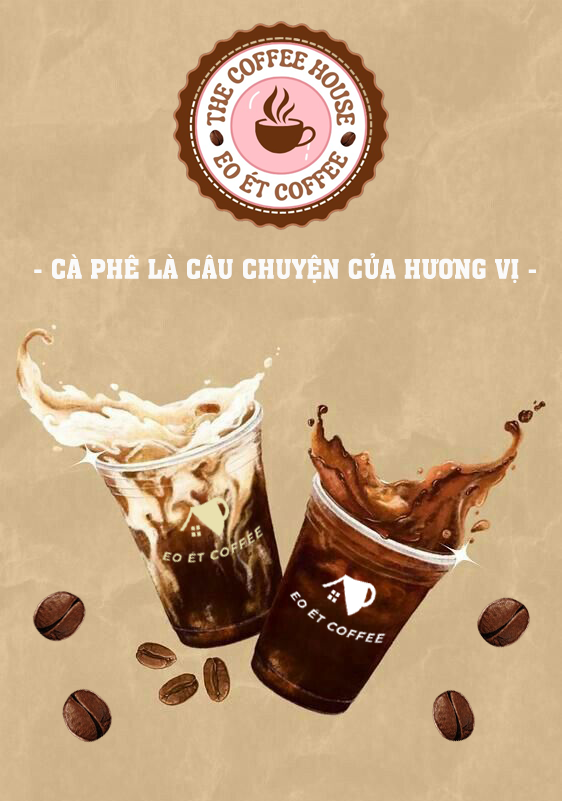 THE COFFEE HOUSE
EO ÉT COFFEE
- CÀ PHÊ LÀ CÂU CHUYỆN CỦA HƯƠNG VỊ -
EO ÉT COFFEE
EO ÉT COFFEE